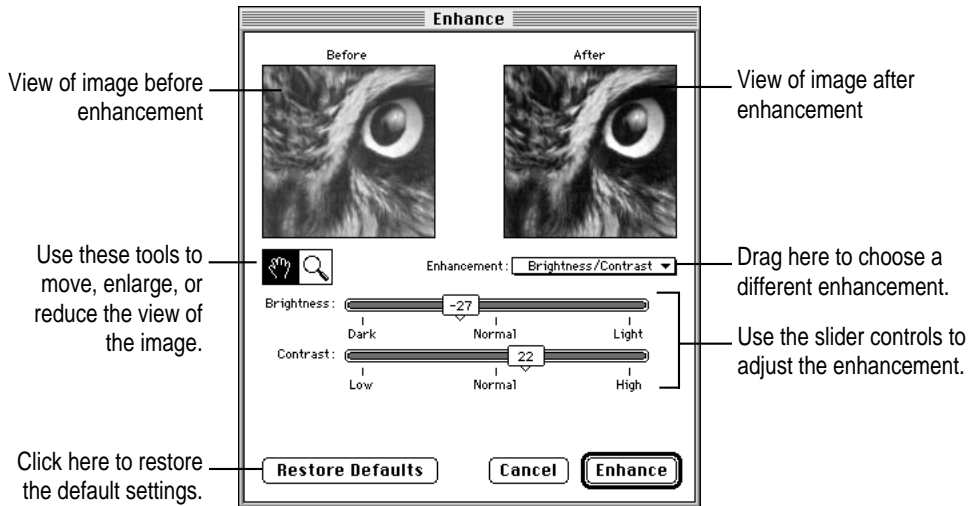 Enhance
Before
After
View of image before
enhancement
View of image after
enhancement
Use these tools to
move, enlarge, or
reduce the view of
the image.
Enhancement: Brightness/Contrast
Drag here to choose a
different enhancement.
Brightness: -27
Dark Normal Light
Contrast: 22
Low Normal High
Use the slider controls to
adjust the enhancement.
Click here to restore
the default settings.
Restore Defaults
Cancel
Enhance